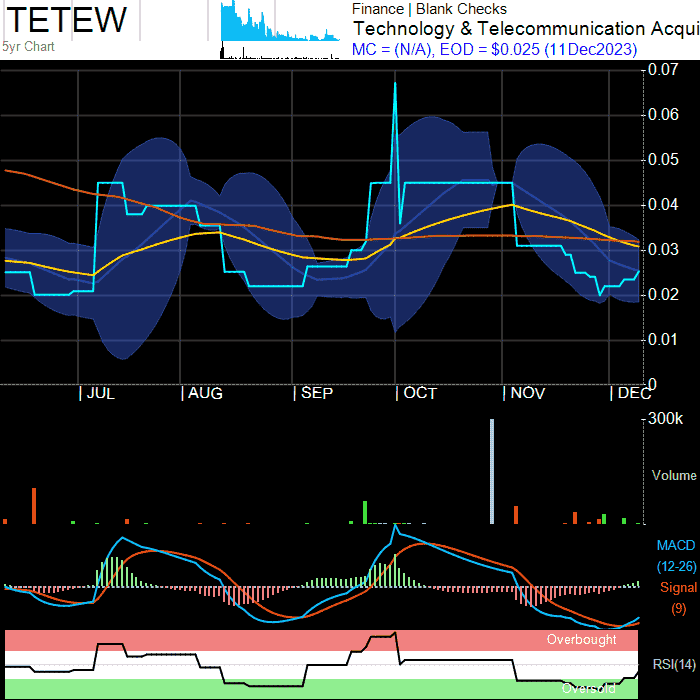 TETEW
5yr Chart
Finance | Blank Checks
Technology & Telecommunication Acqui
MC = (N/A), EOD = $0.025 (11Dec2023)
0.07
0.06
0.05
0.04
0.03
0.02
0.01
0
JUL
AUG
SEP
OCT
NOV
DEC
300k
Volume
MACD
(12-26)
Signal
(9)
Overbought
RSI(14)
Oversold